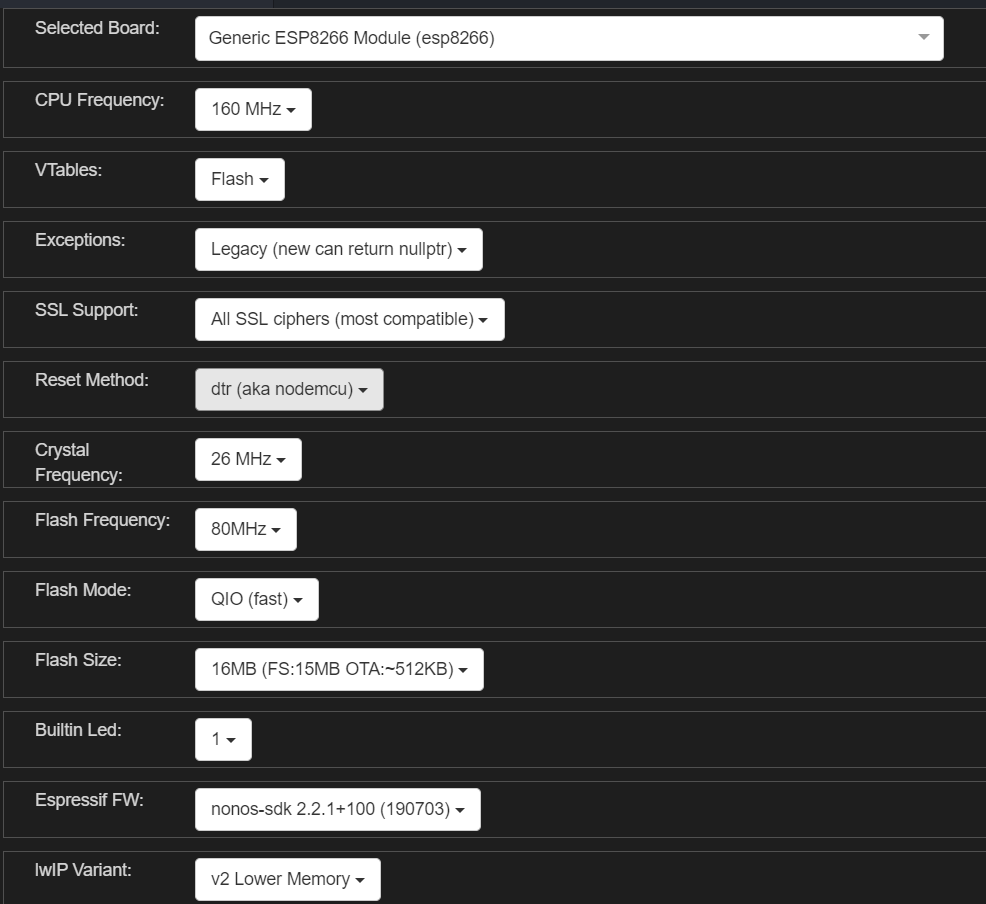 Selected Board:
Generic ESP8266 Module (esp8266)
CPU Frequency:
160 MHz
VTables:
Flash
Exceptions:
Legacy (new can return nullptr)
SSL Support:
All SSL ciphers (most compatible)
Reset Method:
dtr (aka nodemcu)
Crystal
Frequency:
26 MHz
Flash Frequency:
80MHz
Flash Mode:
QIO (fast)
Flash Size:
16MB (FS:15MB OTA:~512KB)
Builtin Led:
1
Espressif FW:
nonos-sdk 2.2.1+100 (190703)
lwIP Variant:
v2 Lower Memory